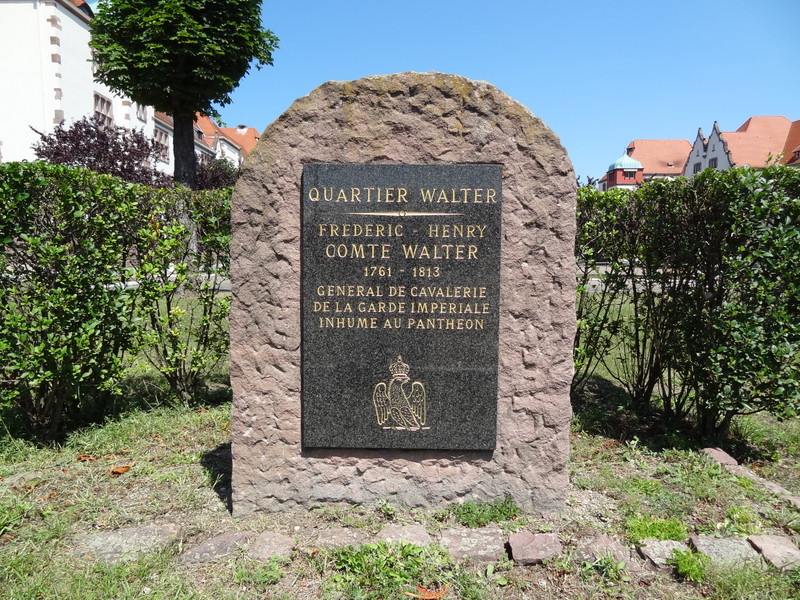 QUARTIER WALTER
FREDERIC - HENRY
COMTE WALTER
1761 - 1813
GENERAL DE CAVALERIE
DE LA GARDE IMPERIALE
INHUME AU PANTHEON